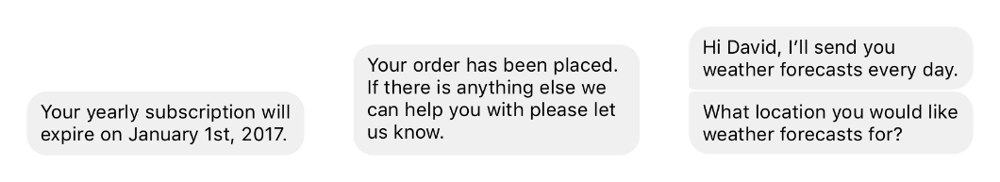 Your yearly subscription will
expire on January 1st, 2017.
Your order has been placed.
If there is anything else we
can help you with please let
us know.
Hi David, I’ll send you
weather forecasts every day.
What location you would like
weather forecasts for?